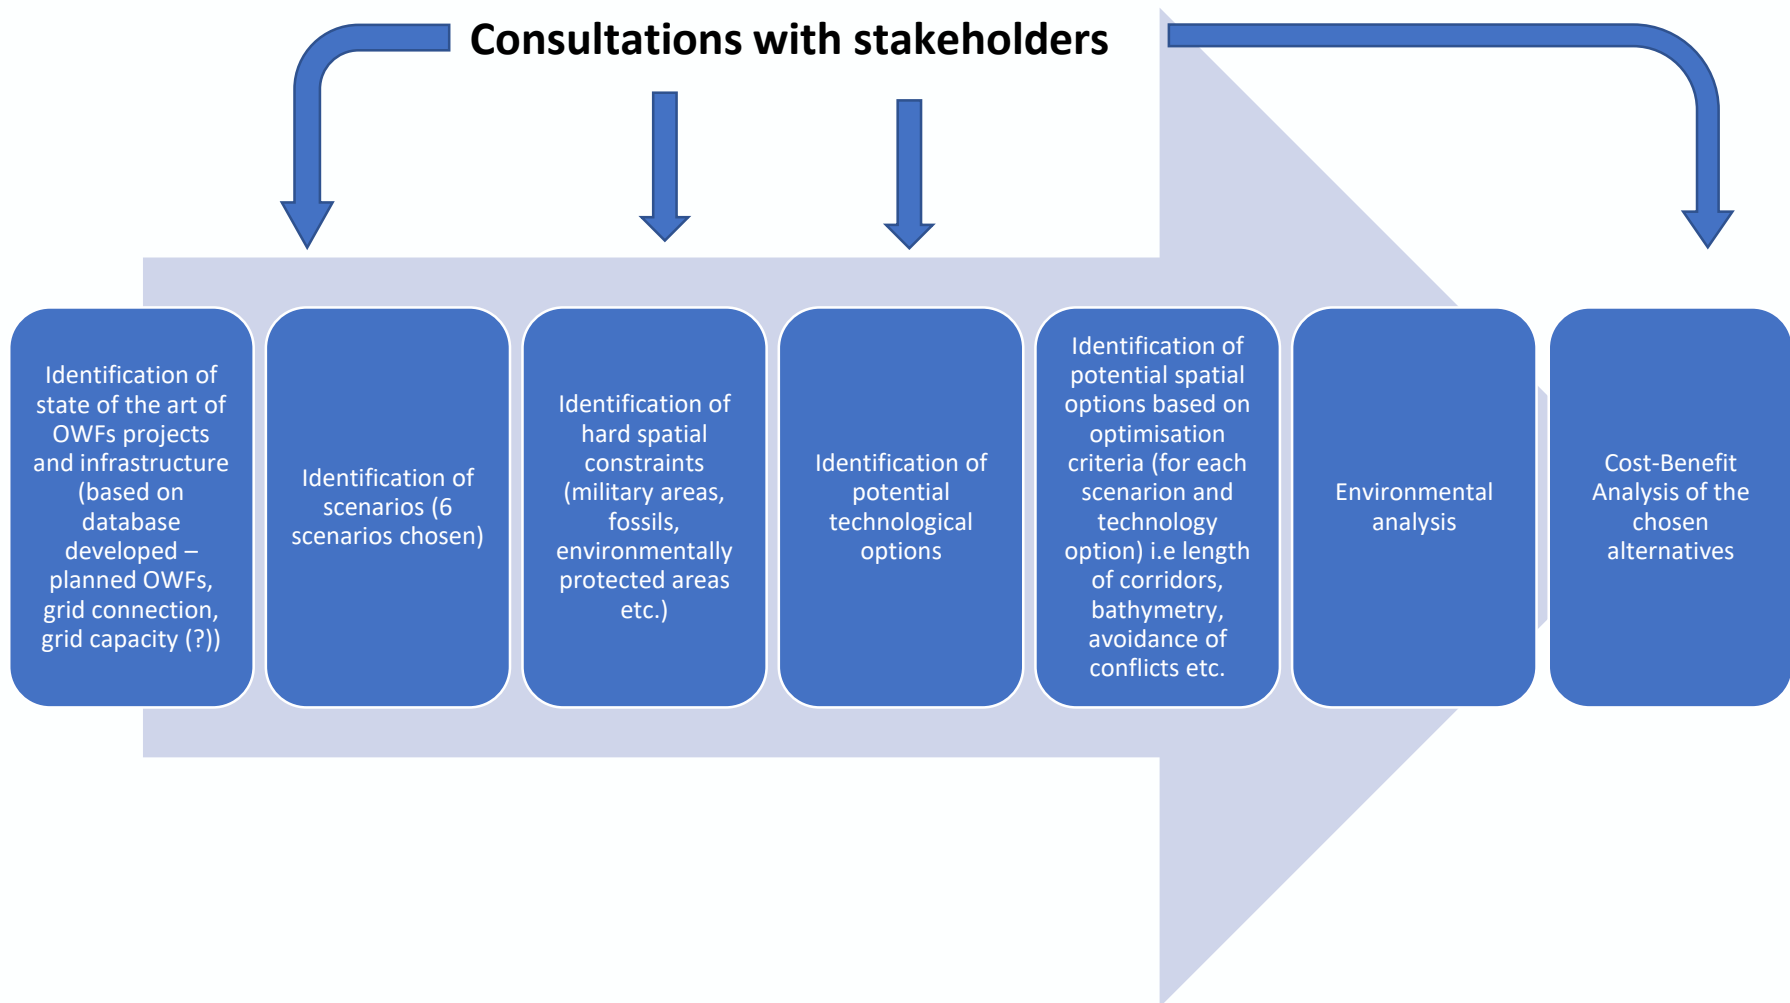 Consultations with stakeholders
Identification of
state of the art of
OWFs projects
and infrastructure
(based on
database
developed –
planned OWFs,
grid connection,
grid capacity (?))
Identification of
scenarios (6
scenarios chosen)
Identification of
hard spatial
constraints
(military areas,
fossils,
environmentally
protected areas
etc.)
Identification of
potential
technological
options
Identification of
potential spatial
options based on
optimisation
criteria (for each
scenarion and
technology
option) i.e length
of corridors,
bathymetry,
avoidance of
conflicts etc.
Environmental
analysis
Cost-Benefit
Analysis of the
chosen
alternatives